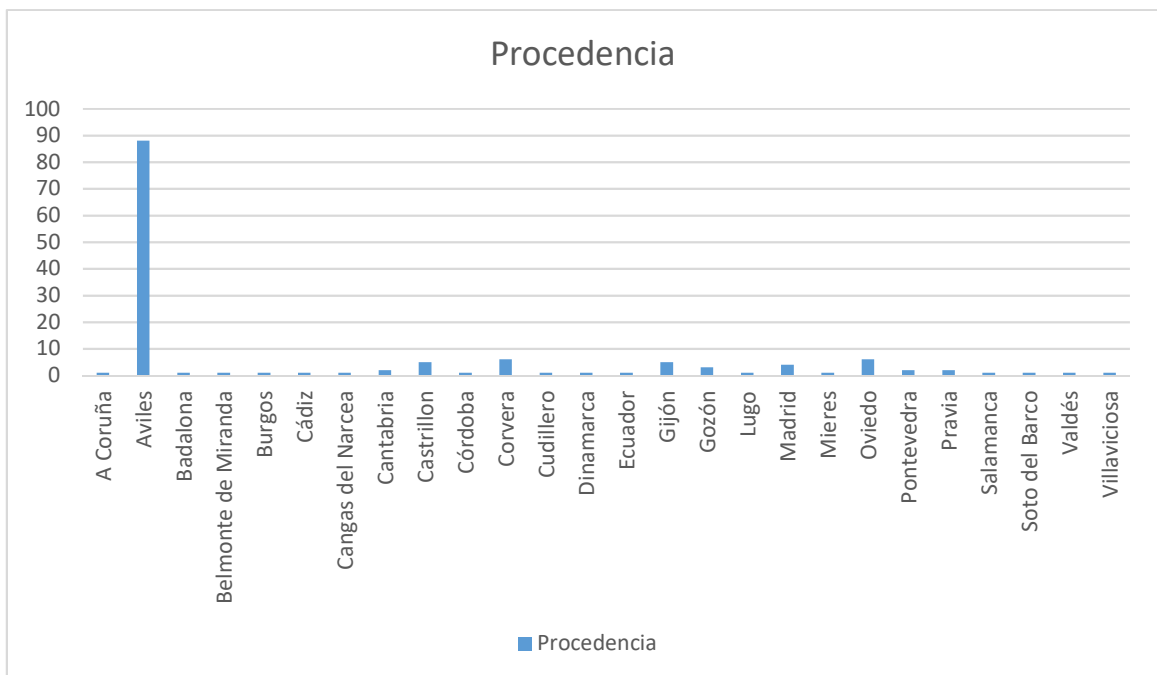 Procedencia
100
90
80
70
60
50
40
30
20
10
0
A Coruña
Aviles
Badalona
Belmonte de Miranda
Burgos
Cádiz
Cangas del Narcea
Cantabria
Castrillon
Córdoba
Corvera
Cudillero
Dinamarca
Ecuador
Gijón
Gozón
Lugo
Madrid
Mieres
Oviedo
Pontevedra
Pravia
Salamanca
Soto del Barco
Valdés
Villaviciosa
Procedencia